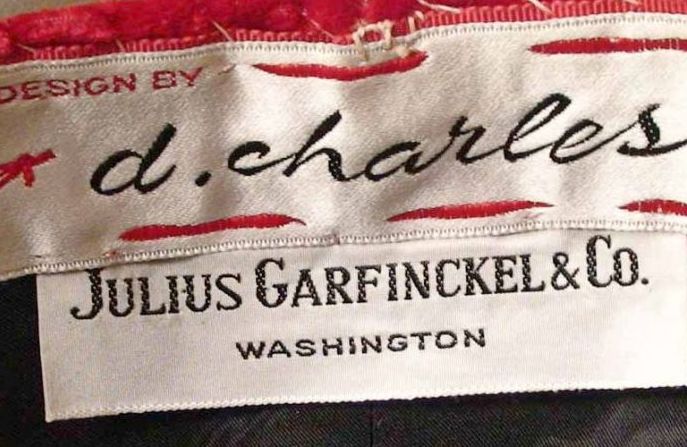 DESIGN BY
d. charles
JULIUS GARFINCKEL & CO.
WASHINGTON